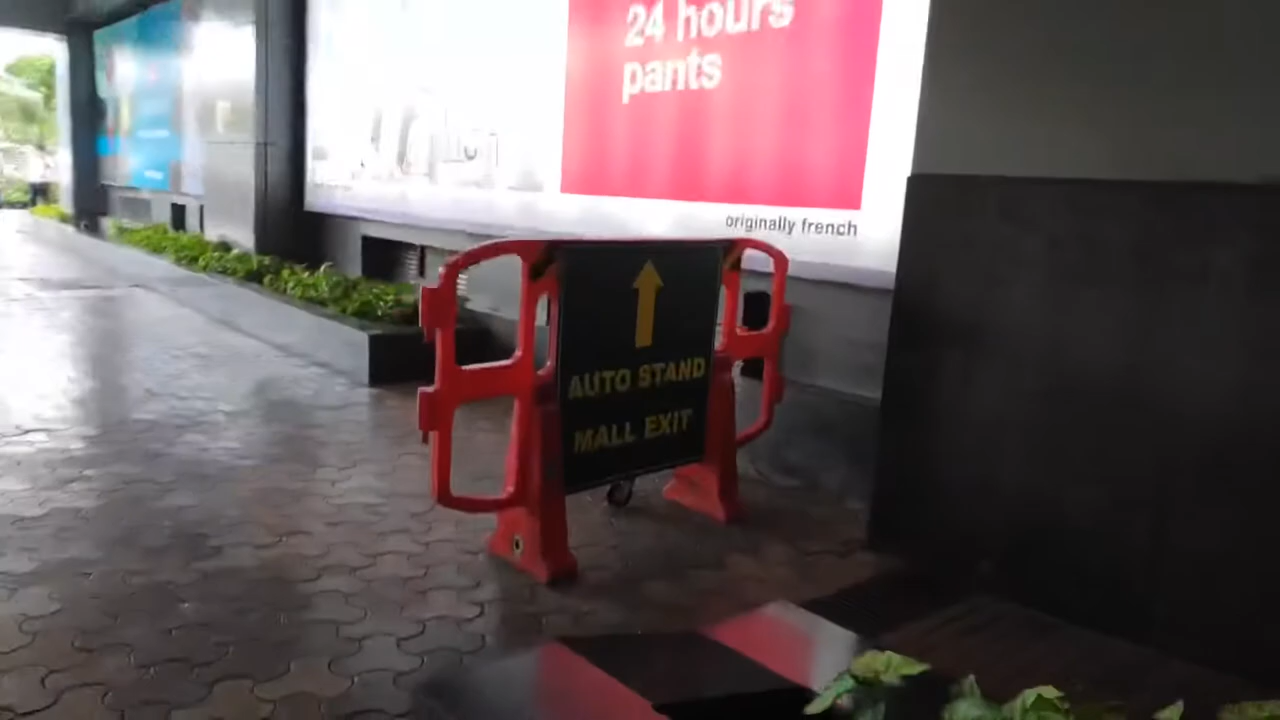 24 hours
pants
originally french
AUTO STAND
MALL EXIT